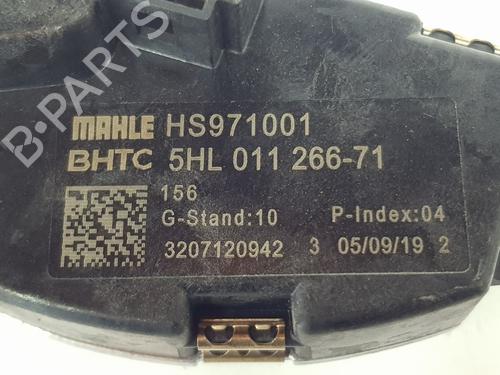 B-PARTS
MAHLE HS971001
BHTC 5HL 011 266-71
156
G-Stand:10 P-Index:04
3207120942 3 05/09/19 2